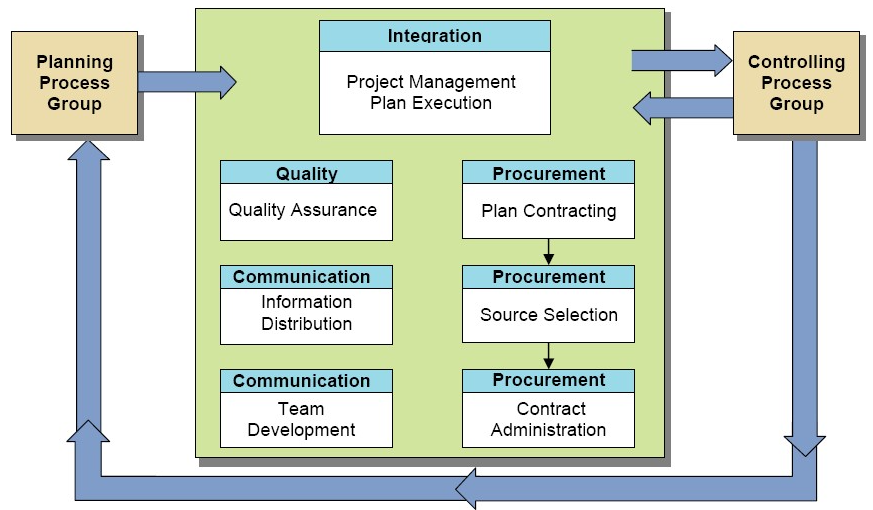 Planning
Process
Group
Integration
Project Management
Plan Execution
Controlling
Process
Group
Quality
Quality Assurance
Procurement
Plan Contracting
Communication
Information
Distribution
Procurement
Source Selection
Communication
Team
Development
Procurement
Contract
Administration